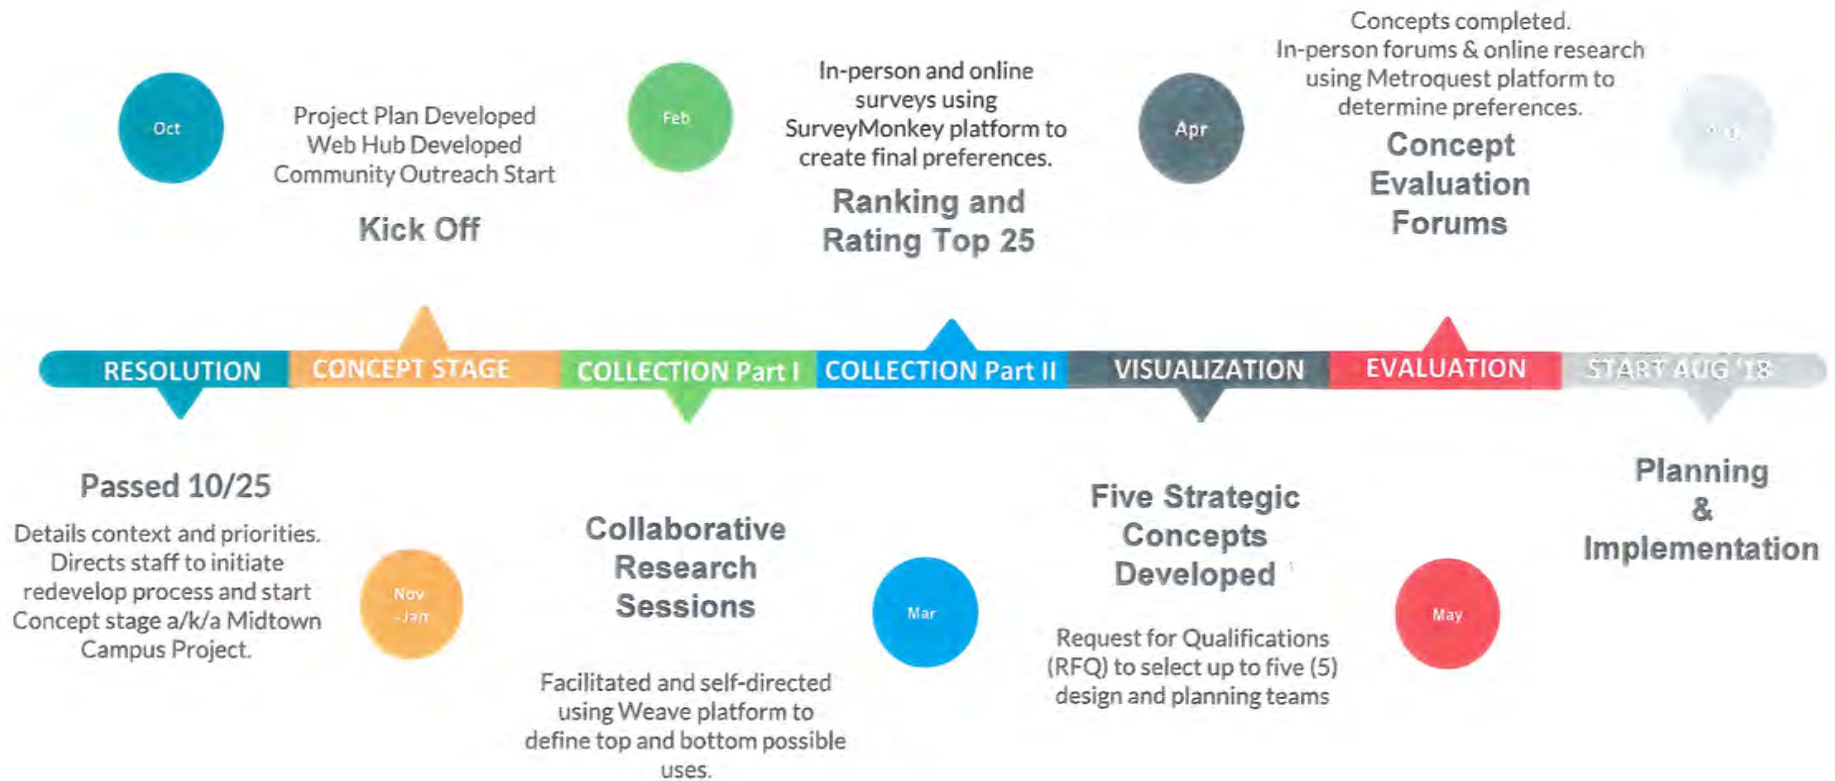 Oct
Project Plan Developed
Web Hub Developed
Community Outreach Start
Kick Off
Feb
In-person and online
surveys using
SurveyMonkey platform to
create final preferences.
Ranking and
Rating Top 25
Apr
Concepts completed.
In-person forums & online research
using Metroquest platform to
determine preferences.
Concept
Evaluation
Forums
RESOLUTION
CONCEPT STAGE
COLLECTION Part I
COLLECTION Part II
VISUALIZATION
EVALUATION
START AUG '18
Passed 10/25
Details context and priorities.
Directs staff to initiate
redevelop process and start
Concept stage a/k/a Midtown
Campus Project.
Nov
-Jan
Collaborative
Research
Sessions
Facilitated and self-directed
using Weave platform to
define top and bottom possible
uses.
Mar
Five Strategic
Concepts
Developed
Request for Qualifications
(RFQ) to select up to five (5)
design and planning teams
May
Planning
&
Implementation